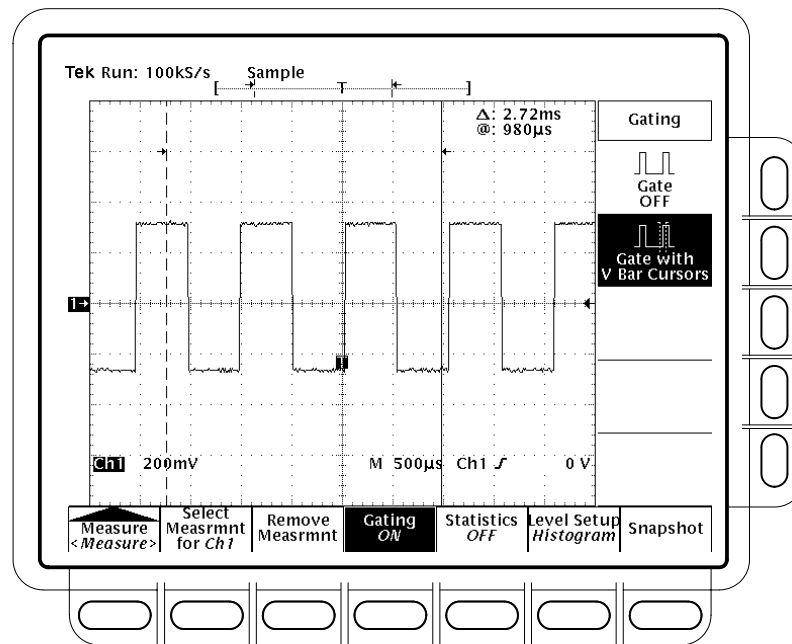 Tek Run: 100kS/s Sample
[ T ]
Δ: 2.72ms
@: 980µs
1
T
Ch1 200mV M 500µs Ch1 0 V
Gating
Gate
OFF
Gate with
V Bar Cursors
Measure
<Measure>
Select
Measrmnt
for Ch1
Remove
Measrmnt
Gating
ON
Statistics
OFF
Level Setup
Histogram
Snapshot